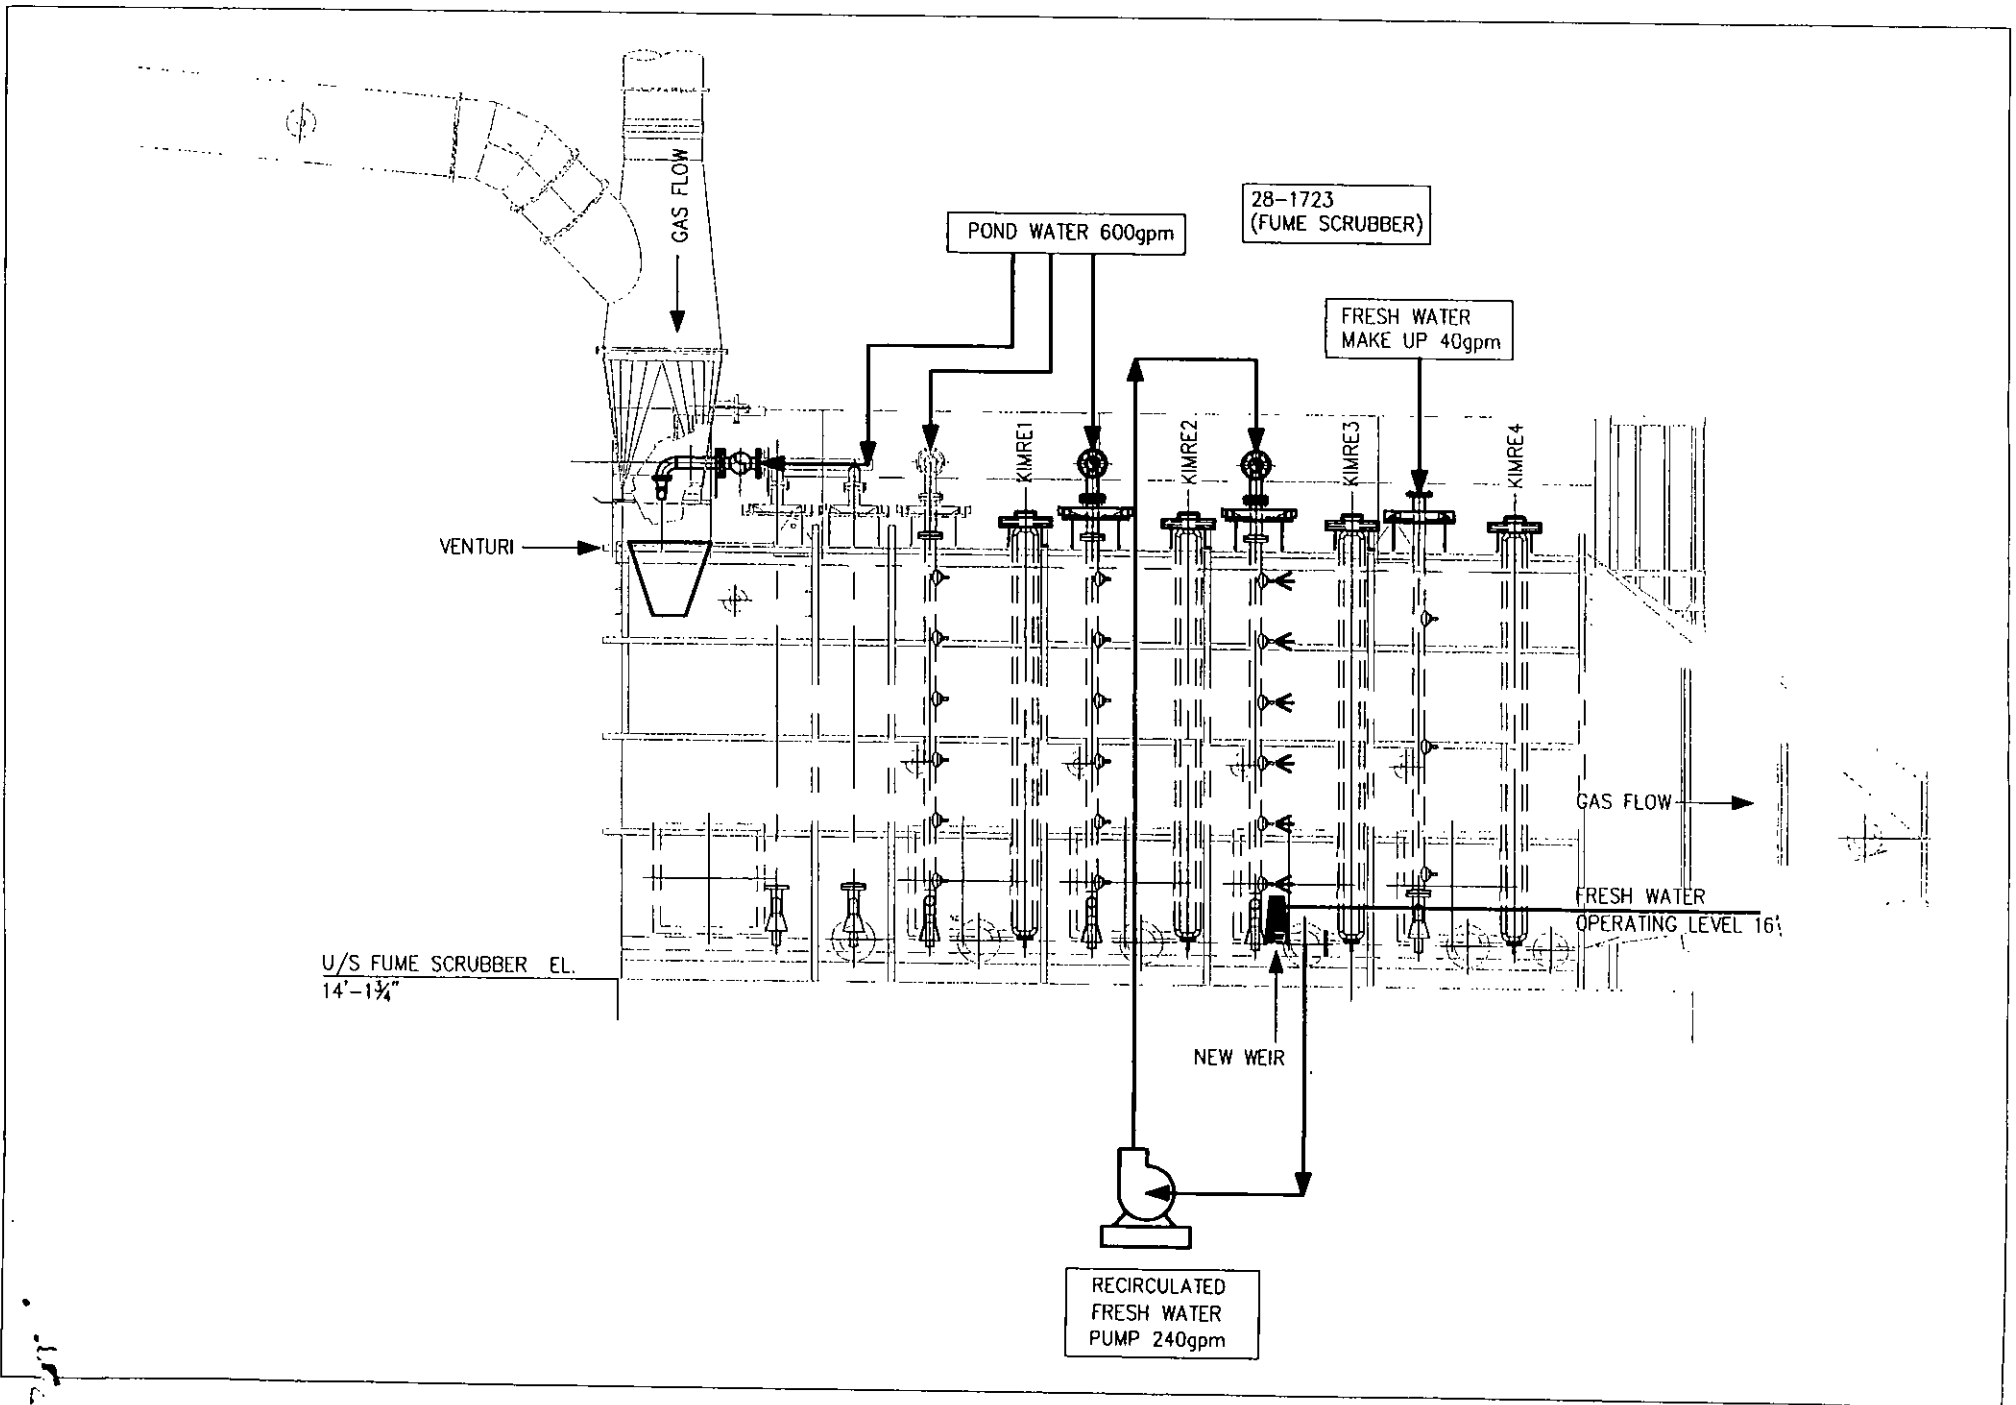 GAS FLOW
POND WATER 600gpm
28-1723
(FUME SCRUBBER)
FRESH WATER
MAKE UP 40gpm
KIMRE1
KIMRE2
KIMRE3
KIMRE4
VENTURI
GAS FLOW
FRESH WATER
OPERATING LEVEL 16'
U/S FUME SCRUBBER EL.
14'-1¾"
NEW WEIR
RECIRCULATED
FRESH WATER
PUMP 240gpm